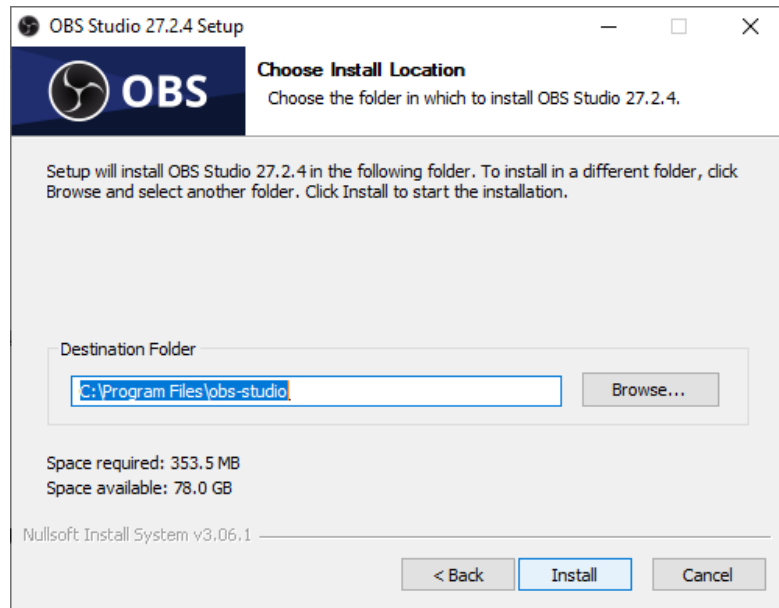 OBS Studio 27.2.4 Setup
OBS
Choose Install Location
Choose the folder in which to install OBS Studio 27.2.4.
Setup will install OBS Studio 27.2.4 in the following folder. To install in a different folder, click
Browse and select another folder. Click Install to start the installation.
Destination Folder
C:\Program Files\obs-studio
Browse...
Space required: 353.5 MB
Space available: 78.0 GB
Nullsoft Install System v3.06.1
< Back
Install
Cancel